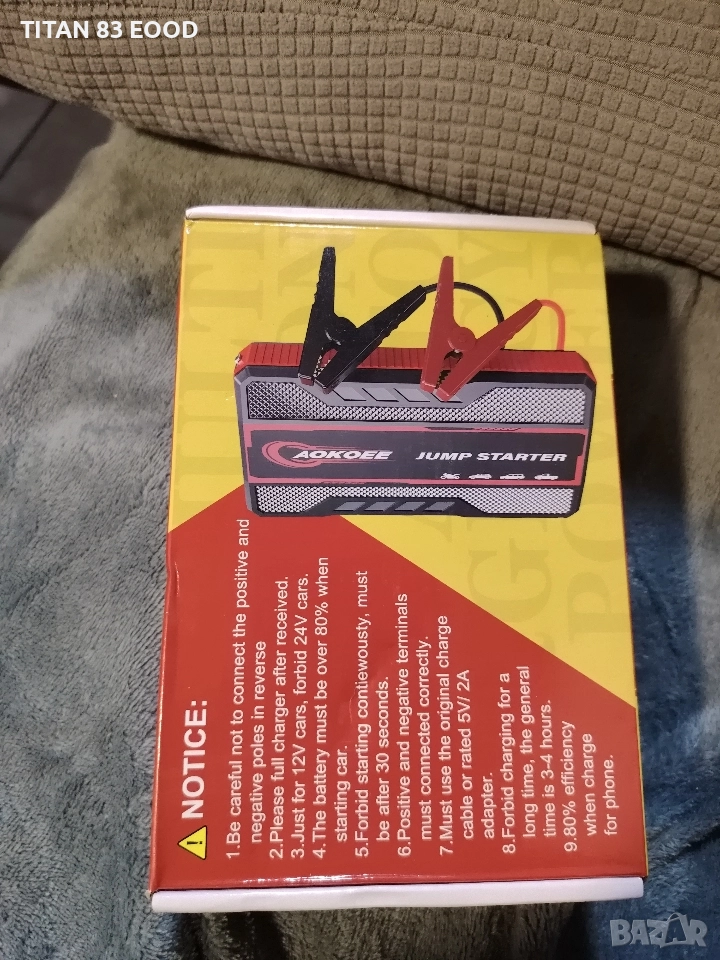 TITAN 83 EOOD
AOKOEE JUMP STARTER
NOTICE:
1.Be careful not to connect the positive and
negative poles in reverse
2.Please full charger after received.
3.Just for 12V cars, forbid 24V cars.
4.The battery must be over 80% when
starting car.
5.Forbid starting contiewously, must
be after 30 seconds.
6.Positive and negative terminals
must connected correctly.
7.Must use the original charge
cable or rated 5V/ 2A
adapter.
8.Forbid charging for a
long time, the general
time is 3-4 hours.
9.80% efficiency
when charge
for phone.
BAZAR